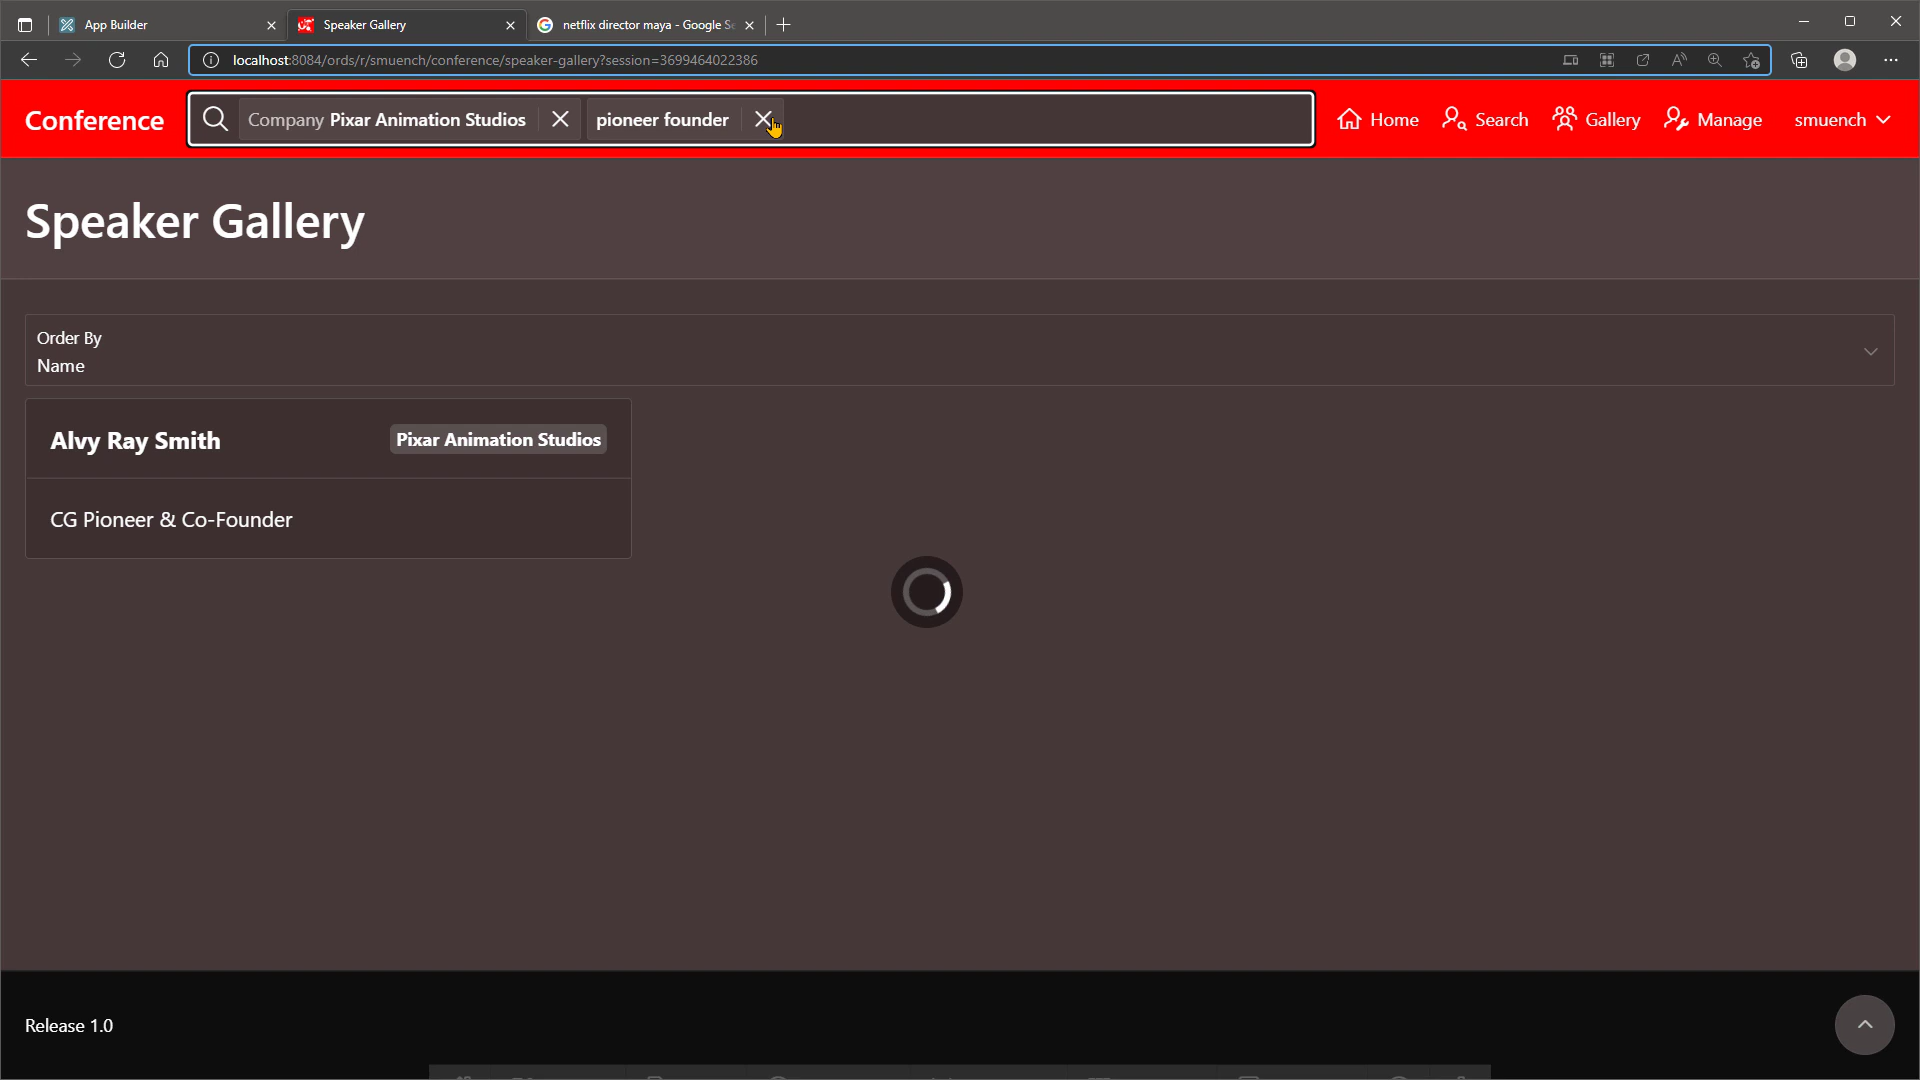 App Builder
Speaker Gallery
netflix director maya - Google Se
localhost:8084/ords/r/smuench/conference/speaker-gallery?session=3699464022386
Conference
Company Pixar Animation Studios
pioneer founder
Home
Search
Gallery
Manage
smuench
Speaker Gallery
Order By
Name
Alvy Ray Smith
Pixar Animation Studios
CG Pioneer & Co-Founder
Release 1.0